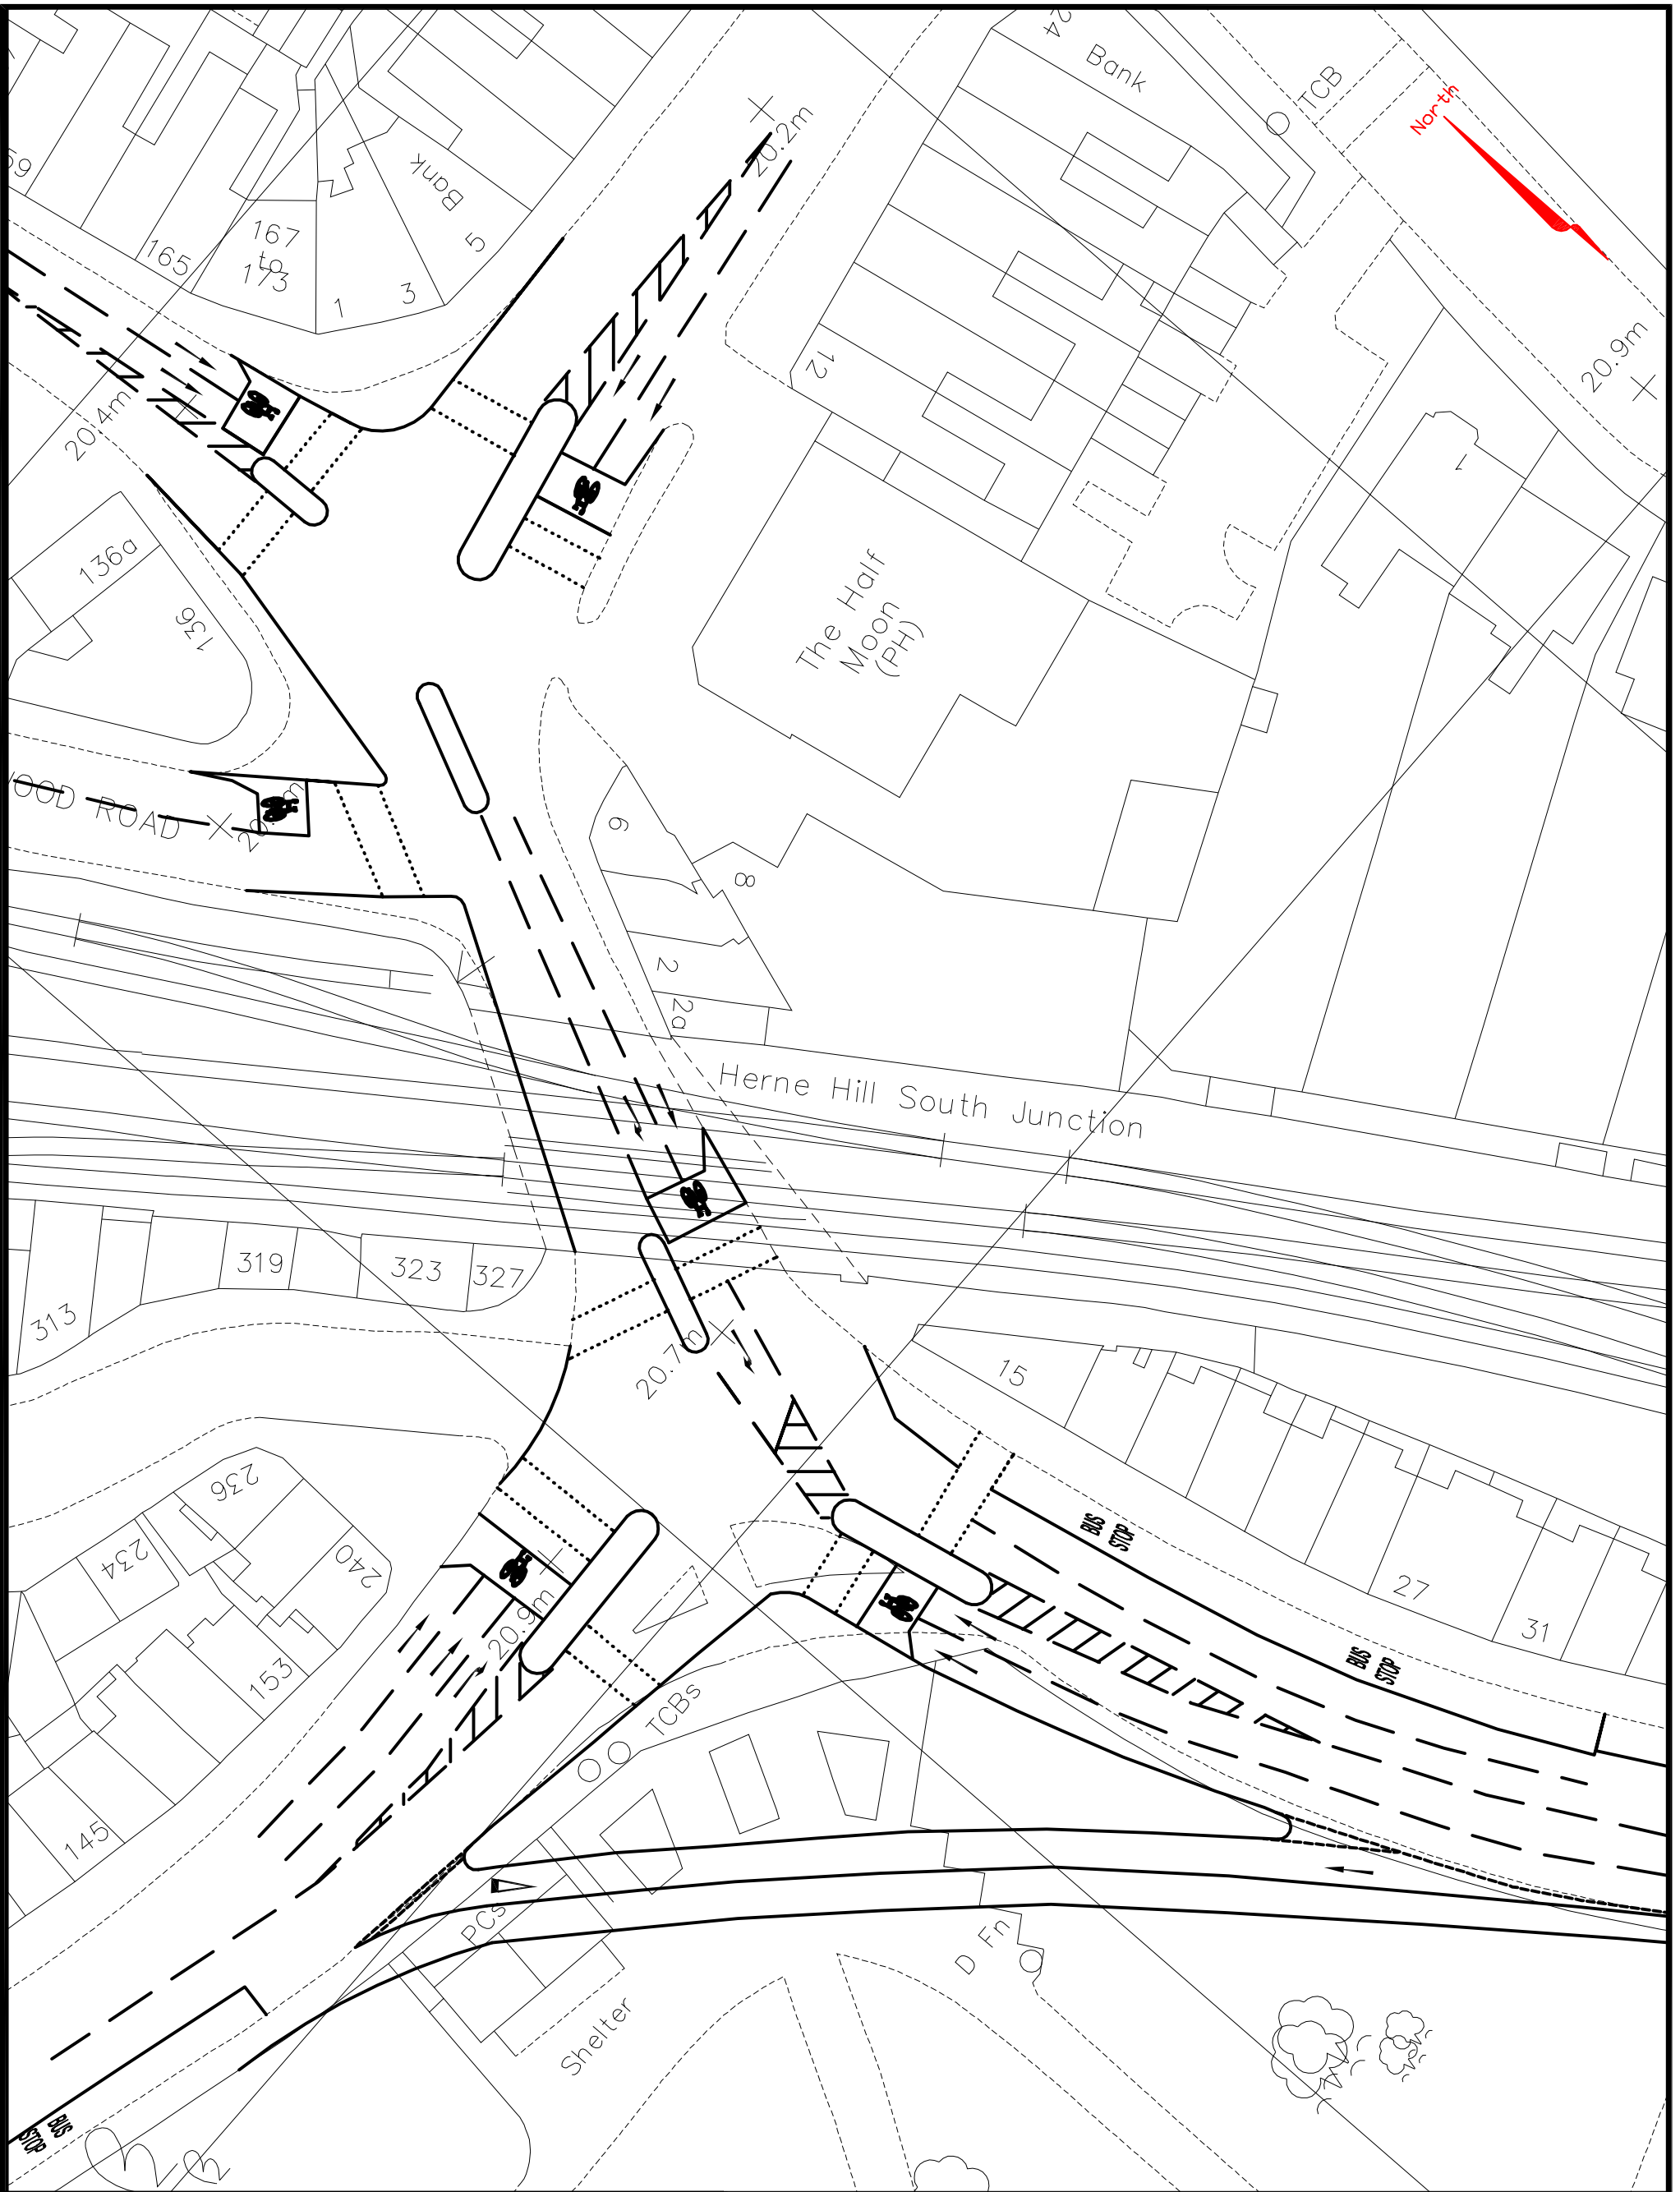 24
Bank
TCB
North
20.2m
59
Bank
5
165
167
to
173
1
3
20.4m
12
20.9m
1
136a
136
The Half
Moon
(PH)
OOD ROAD
6
8
2
2a
Herne Hill South Junction
319
323
327
313
20.7m
15
236
234
240
BUS
STOP
27
31
BUS
STOP
20.9m
153
TCBs
145
PCs
D Fn
Shelter
BUS
STOP